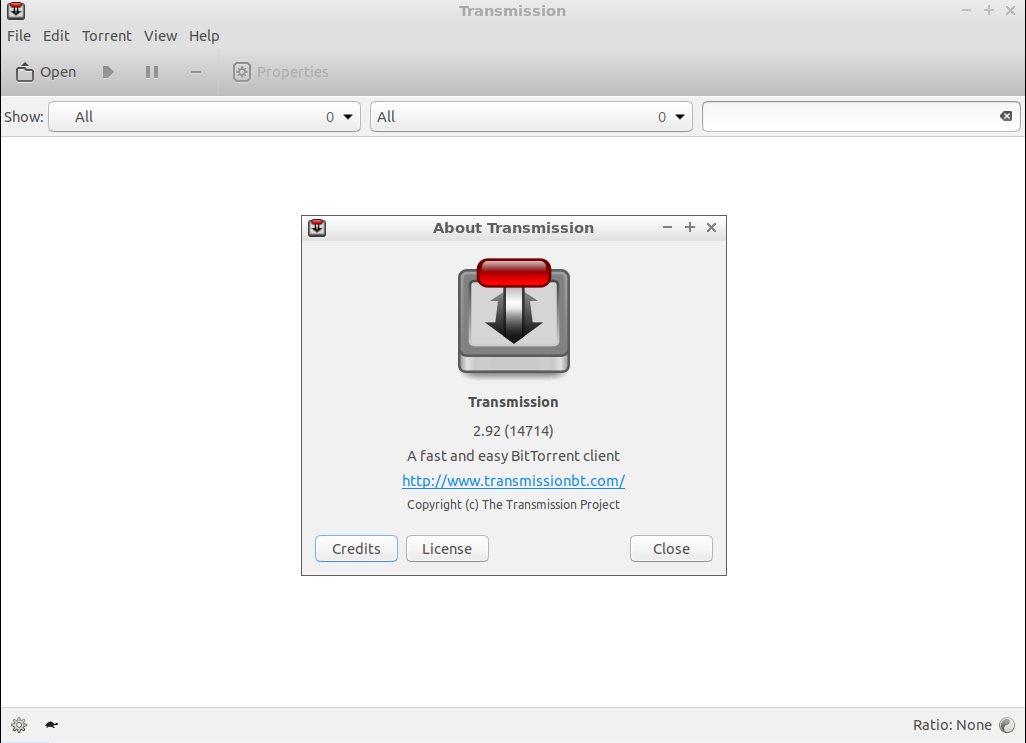 Transmission
File Edit Torrent View Help
Open Properties
Show: All 0 All 0
About Transmission
Transmission
2.92 (14714)
A fast and easy BitTorrent client
http://www.transmissionbt.com/
Copyright (c) The Transmission Project
Credits License Close
Ratio: None